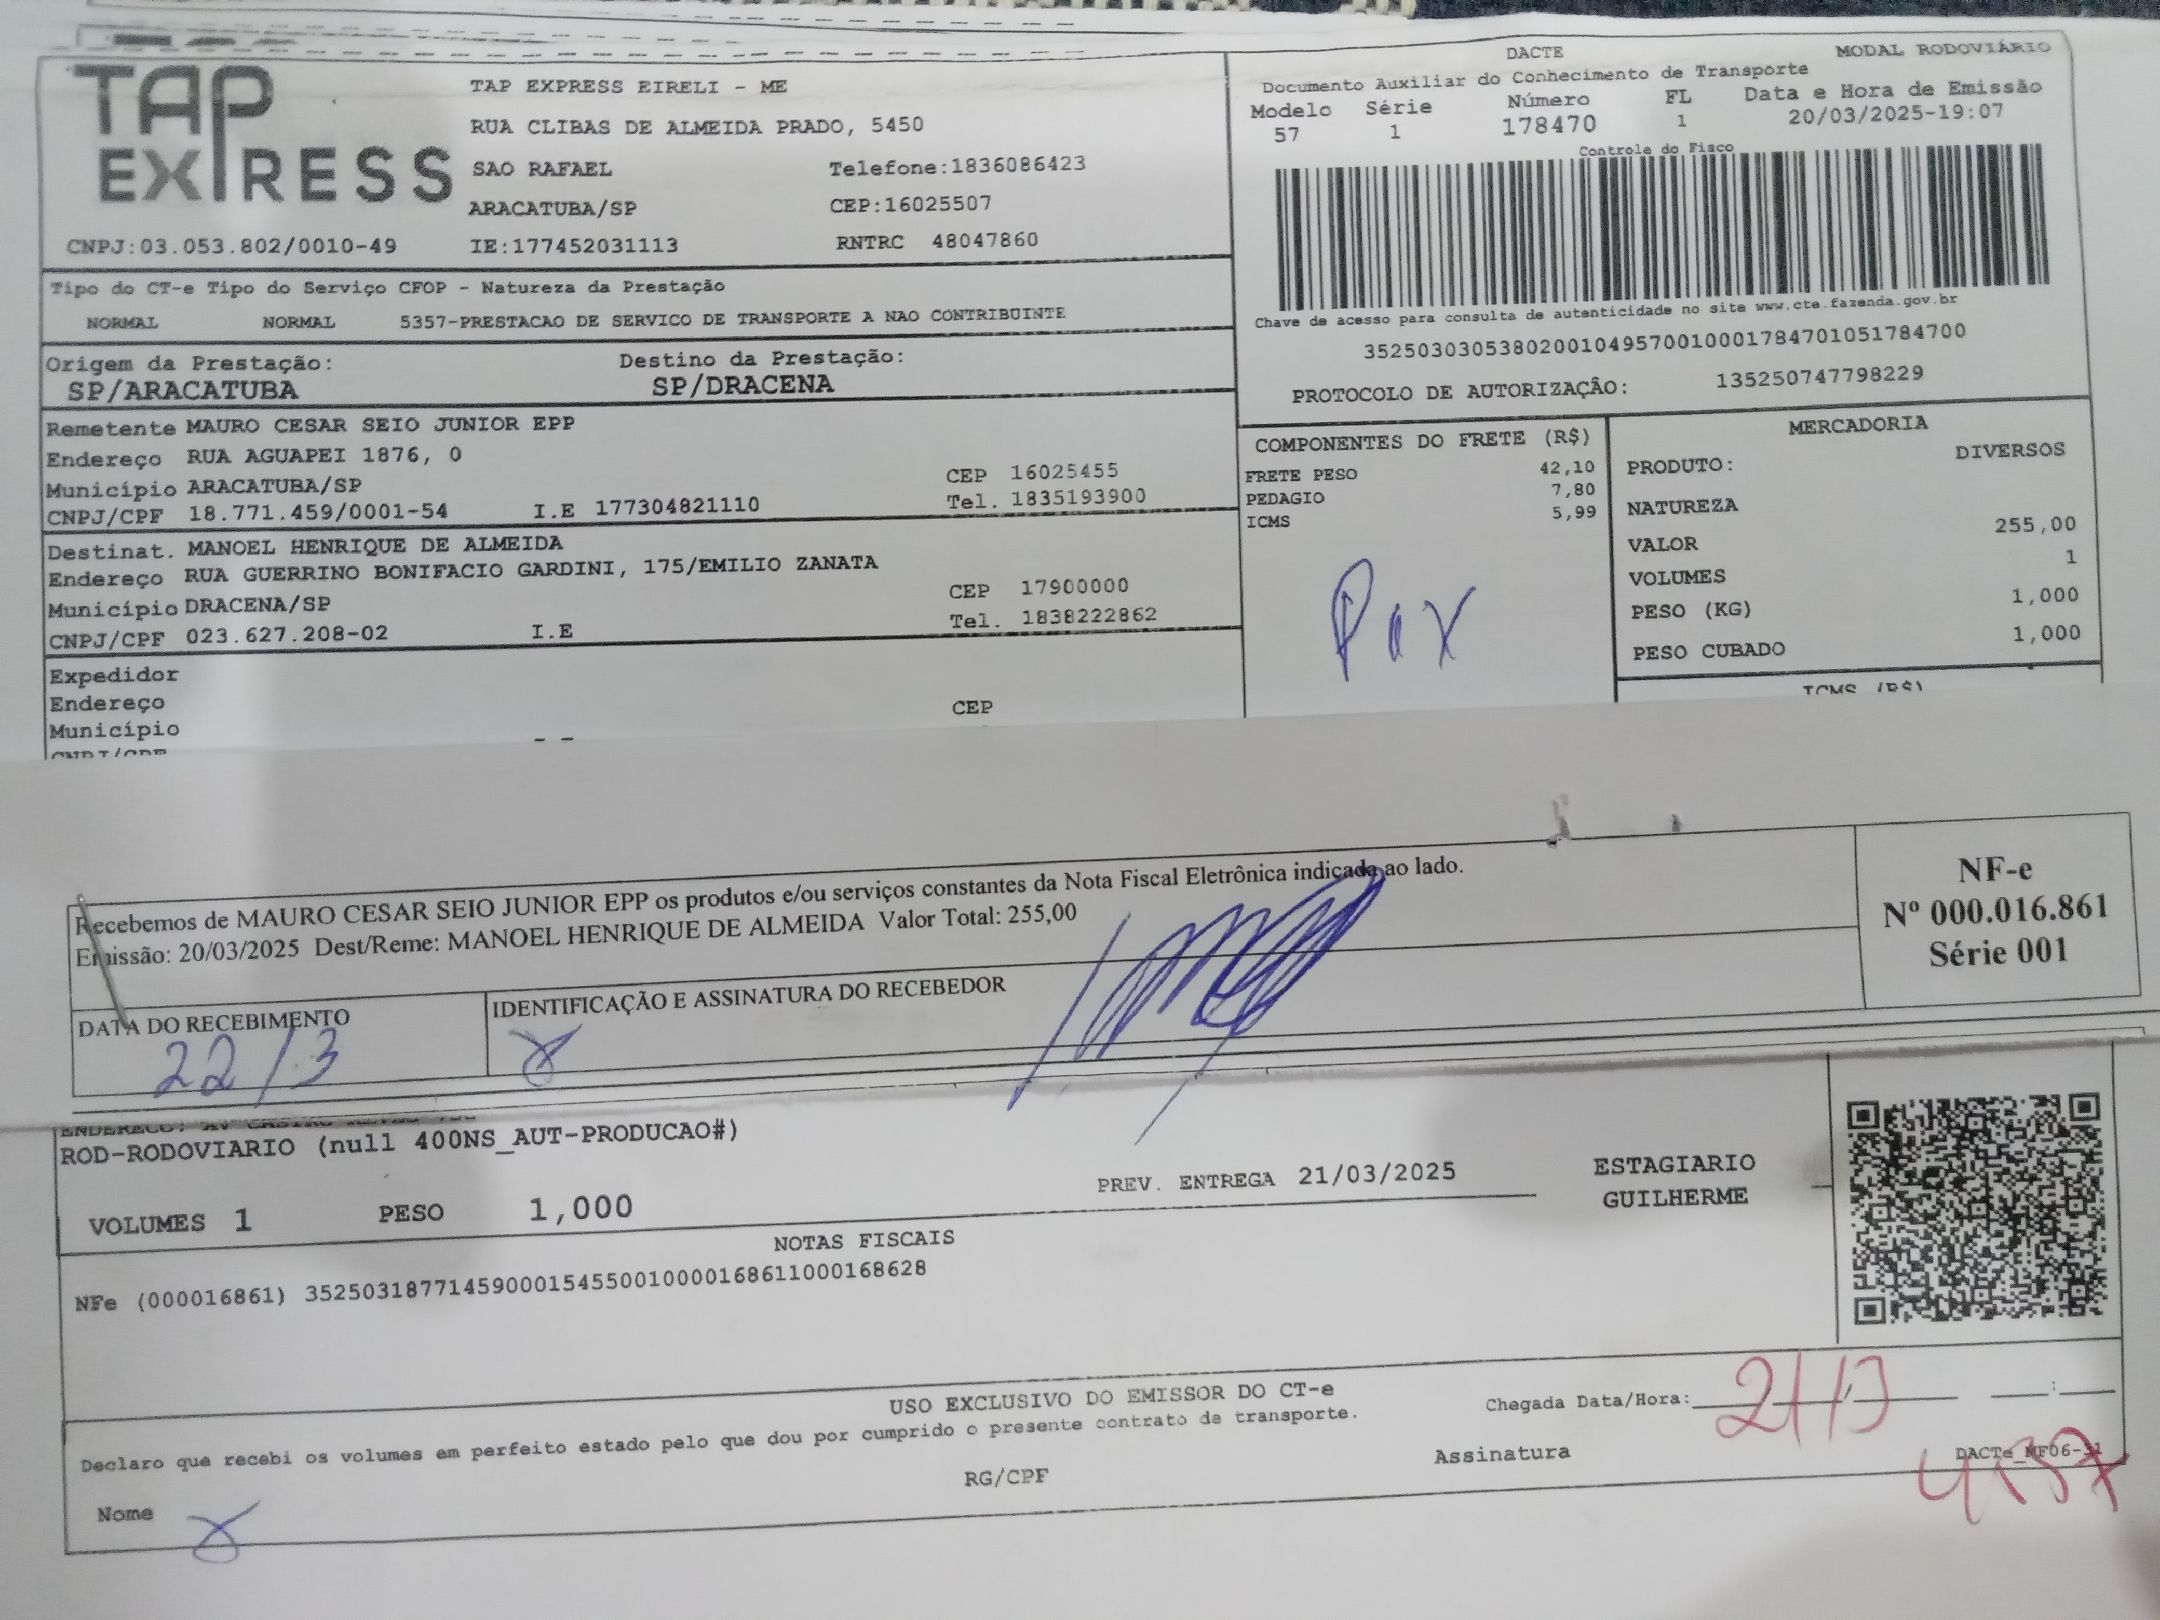 TAP
EXPRESS
TAP EXPRESS EIRELI - ME
RUA CLIBAS DE ALMEIDA PRADO, 5450
SAO RAFAEL Telefone:1836086423
ARACATUBA/SP CEP:16025507
CNPJ:03.053.802/0010-49 IE:177452031113 RNTRC 48047860
DACTE MODAL RODOVIÁRIO
Documento Auxiliar do Conhecimento de Transporte
Modelo Série Número FL Data e Hora de Emissão
57 1 178470 1 20/03/2025-19:07
Controle do Fisco
Chave de acesso para consulta de autenticidade no site www.cte.fazenda.gov.br
35250303053802001049570010001784701051784700
PROTOCOLO DE AUTORIZAÇÃO: 135250747798229
Tipo do CT-e Tipo do Serviço CFOP - Natureza da Prestação
NORMAL NORMAL 5357-PRESTACAO DE SERVICO DE TRANSPORTE A NAO CONTRIBUINTE
Origem da Prestação: Destino da Prestação:
SP/ARACATUBA SP/DRACENA
Remetente MAURO CESAR SEIO JUNIOR EPP
Endereço RUA AGUAPEI 1876, 0
Município ARACATUBA/SP CEP 16025455
CNPJ/CPF 18.771.459/0001-54 I.E 177304821110 Tel. 1835193900
Destinat. MANOEL HENRIQUE DE ALMEIDA
Endereço RUA GUERRINO BONIFACIO GARDINI, 175/EMILIO ZANATA
Município DRACENA/SP CEP 17900000
CNPJ/CPF 023.627.208-02 I.E Tel. 1838222862
Expedidor
Endereço
Município CEP
CNPJ/CPF
COMPONENTES DO FRETE (R$)
FRETE PESO 42,10
PEDAGIO 7,80
ICMS 5,99
MERCADORIA
PRODUTO: DIVERSOS
NATUREZA
VALOR 255,00
VOLUMES 1
PESO (KG) 1,000
PESO CUBADO 1,000
ICMS (R$)
Recebemos de MAURO CESAR SEIO JUNIOR EPP os produtos e/ou serviços constantes da Nota Fiscal Eletrônica indicada ao lado.
Emissão: 20/03/2025 Dest/Reme: MANOEL HENRIQUE DE ALMEIDA Valor Total: 255,00
DATA DO RECEBIMENTO IDENTIFICAÇÃO E ASSINATURA DO RECEBEDOR
22/3
NF-e
Nº 000.016.861
Série 001
ROD-RODOVIARIO (null 400NS_AUT-PRODUCAO#)
VOLUMES 1 PESO 1,000 PREV. ENTREGA 21/03/2025
ESTAGIARIO
GUILHERME
NOTAS FISCAIS
NFe (000016861) 35250318771459000154550010000168611000168628
USO EXCLUSIVO DO EMISSOR DO CT-e
Declaro que recebi os volumes em perfeito estado pelo que dou por cumprido o presente contrato de transporte.
Chegada Data/Hora: 21/3
Nome RG/CPF Assinatura